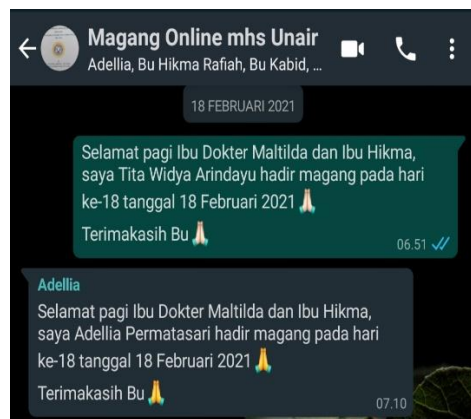 Magang Online mhs Unair
Adellia, Bu Hikma Rafiah, Bu Kabid, ...
18 FEBRUARI 2021
Selamat pagi Ibu Dokter Maltilda dan Ibu Hikma,
saya Tita Widya Arindayu hadir magang pada hari
ke-18 tanggal 18 Februari 2021 🙏🏻
Terimakasih Bu 🙏🏻
06.51
Adellia
Selamat pagi Ibu Dokter Maltilda dan Ibu Hikma,
saya Adellia Permatasari hadir magang pada hari
ke-18 tanggal 18 Februari 2021 🙏
Terimakasih Bu 🙏
07.10